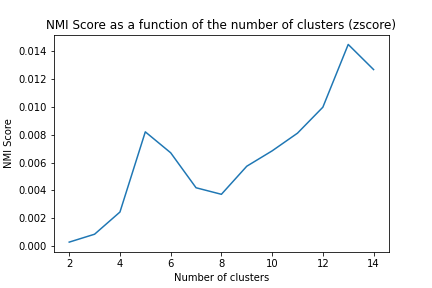 NMI Score as a function of the number of clusters (zscore)
0.014
0.012
0.010
0.008
0.006
0.004
0.002
0.000
NMI Score
2 4 6 8 10 12 14
Number of clusters